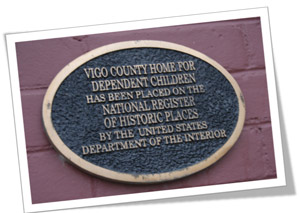 VIGO COUNTY HOME FOR
DEPENDENT CHILDREN
HAS BEEN PLACED ON THE
NATIONAL REGISTER
OF HISTORIC PLACES
BY THE UNITED STATES
DEPARTMENT OF THE INTERIOR